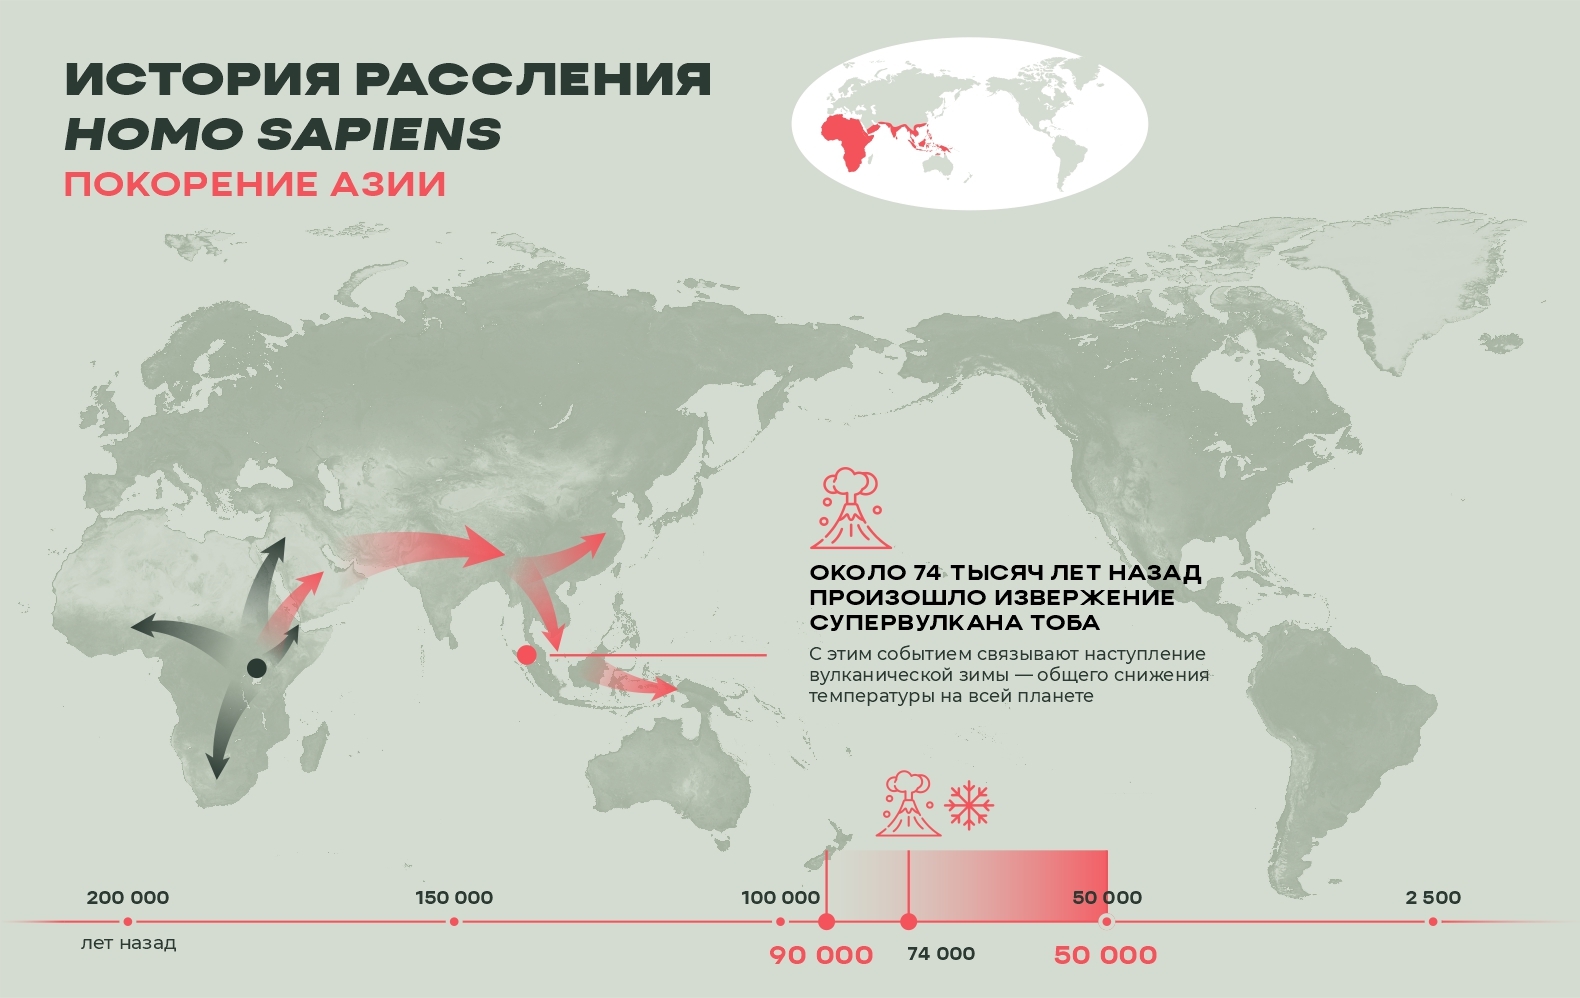 ИСТОРИЯ РАССЛЕНИЯ
HOMO SAPIENS
ПОКОРЕНИЕ АЗИИ
ОКОЛО 74 ТЫСЯЧ ЛЕТ НАЗАД
ПРОИЗОШЛО ИЗВЕРЖЕНИЕ
СУПЕРВУЛКАНА ТОБА
С этим событием связывают наступление
вулканической зимы — общего снижения
температуры на всей планете
200 000
150 000
100 000
50 000
2 500
лет назад
90 000
74 000
50 000